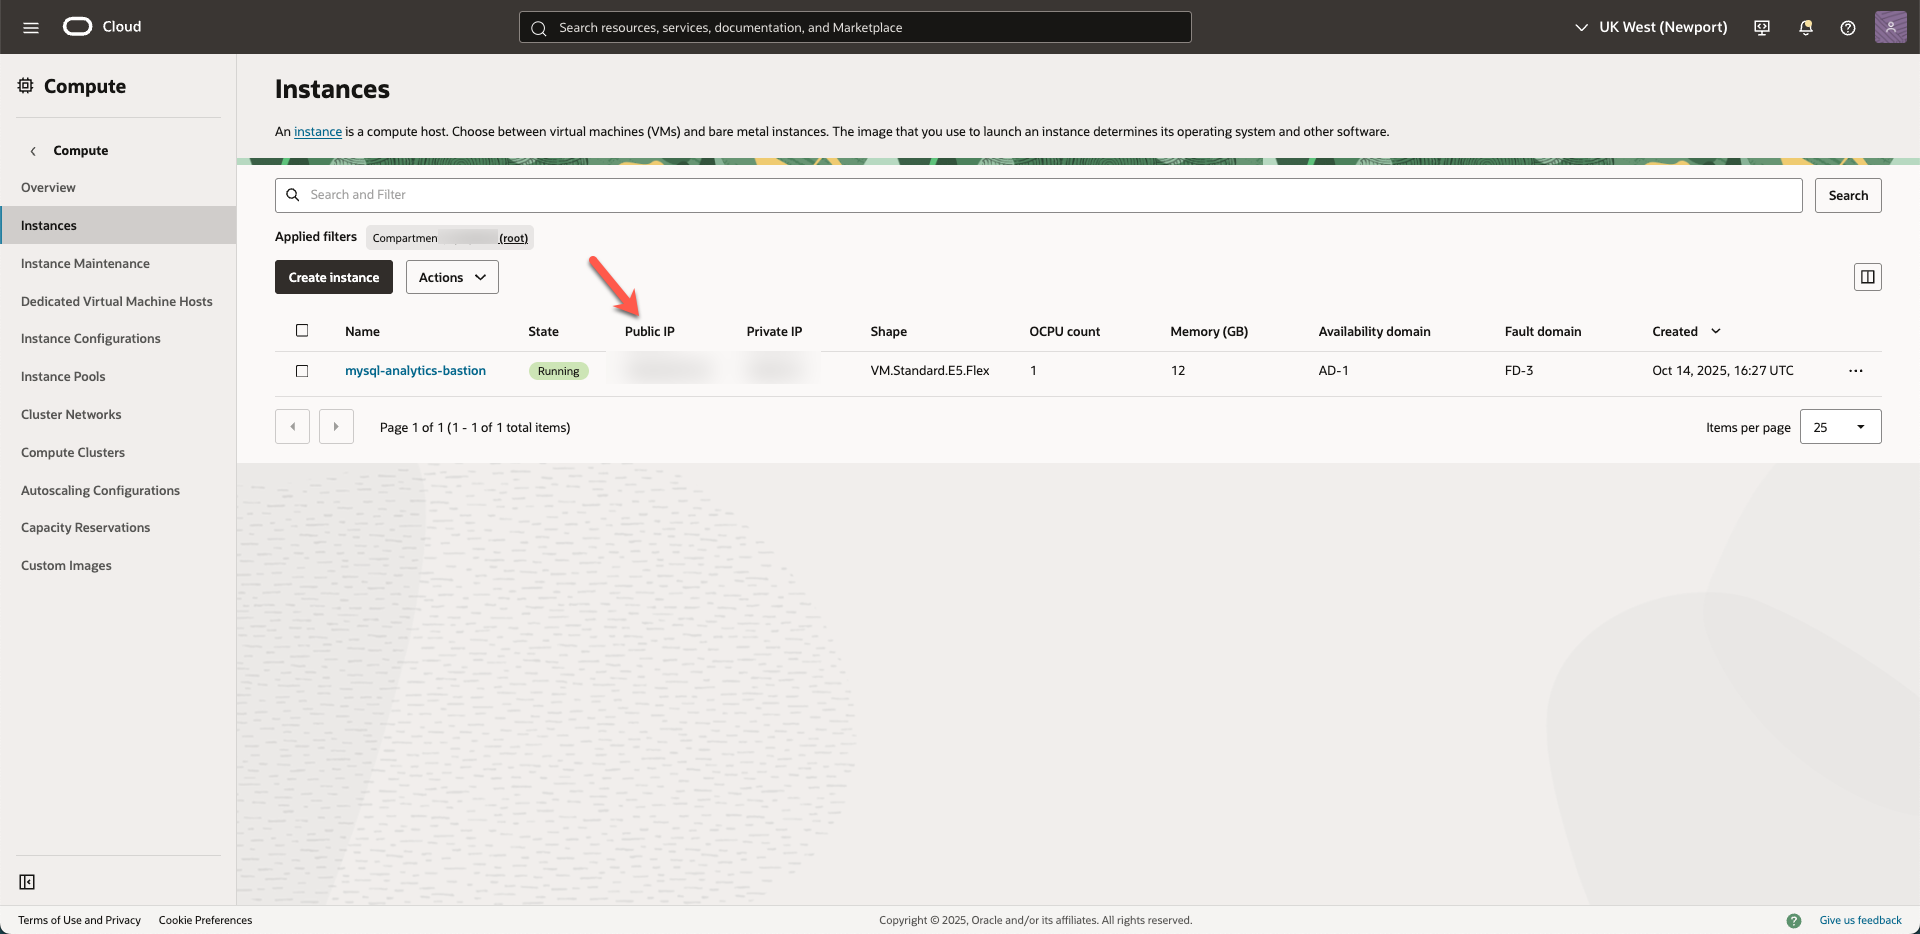 Cloud
Search resources, services, documentation, and Marketplace
UK West (Newport)
Compute
Compute
Overview
Instances
Instance Maintenance
Dedicated Virtual Machine Hosts
Instance Configurations
Instance Pools
Cluster Networks
Compute Clusters
Autoscaling Configurations
Capacity Reservations
Custom Images
Instances
An instance is a compute host. Choose between virtual machines (VMs) and bare metal instances. The image that you use to launch an instance determines its operating system and other software.
Search and Filter
Search
Applied filters
Compartmen (root)
Create instance
Actions
Name State Public IP Private IP Shape OCPU count Memory (GB) Availability domain Fault domain Created
mysql-analytics-bastion Running VM.Standard.E5.Flex 1 12 AD-1 FD-3 Oct 14, 2025, 16:27 UTC
Page 1 of 1 (1 - 1 of 1 total items)
Items per page 25
Terms of Use and Privacy Cookie Preferences
Copyright © 2025, Oracle and/or its affiliates. All rights reserved.
Give us feedback